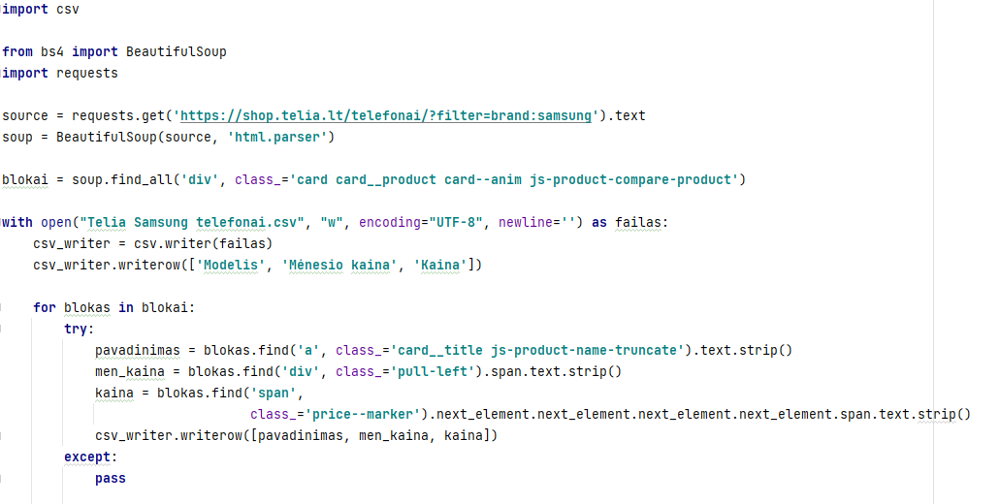 import csv
from bs4 import BeautifulSoup
import requests
source = requests.get('https://shop.telia.lt/telefonai/?filter=brand:samsung').text
soup = BeautifulSoup(source, 'html.parser')
blokai = soup.find_all('div', class_='card card__product card--anim js-product-compare-product')
with open("Telia Samsung telefonai.csv", "w", encoding="UTF-8", newline='') as failas:
    csv_writer = csv.writer(failas)
    csv_writer.writerow(['Modelis', 'Mėnesio kaina', 'Kaina'])
    for blokas in blokai:
        try:
            pavadinimas = blokas.find('a', class_='card__title js-product-name-truncate').text.strip()
            men_kaina = blokas.find('div', class_='pull-left').span.text.strip()
            kaina = blokas.find('span',
                                class_='price--marker').next_element.next_element.next_element.next_element.span.text.strip()
            csv_writer.writerow([pavadinimas, men_kaina, kaina])
        except:
            pass